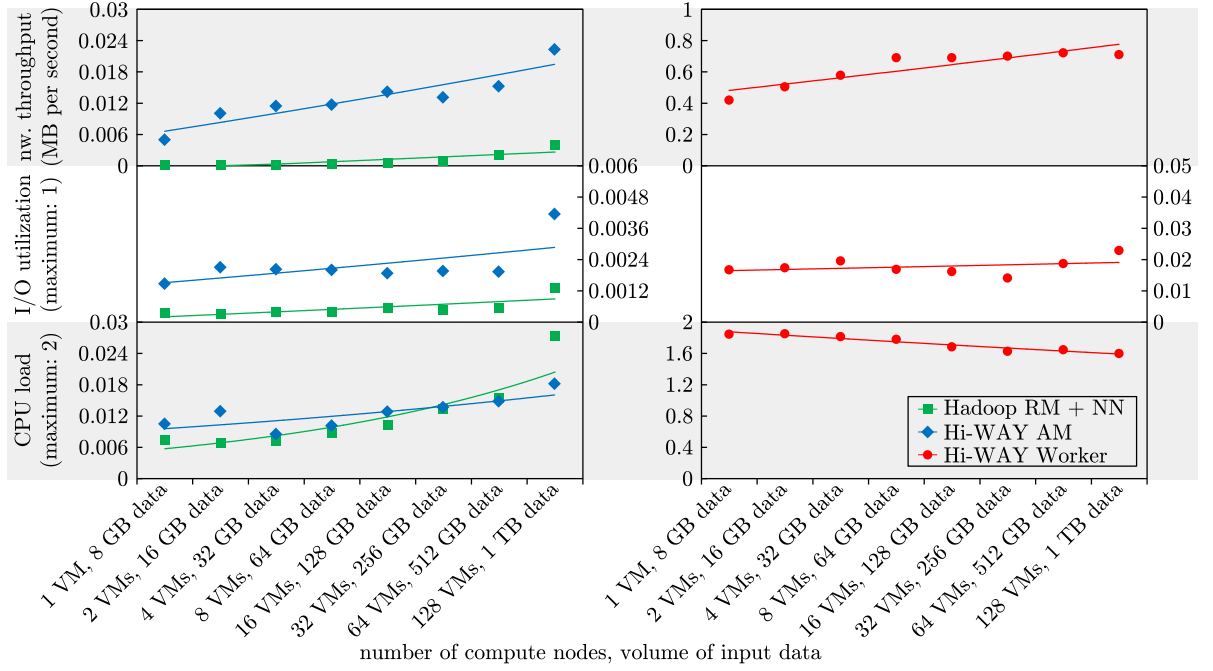 nw. throughput
(MB per second)
0.03
0.024
0.018
0.012
0.006
0
1
0.8
0.6
0.4
0.2
0
I/O utilization
(maximum: 1)
0.006
0.0048
0.0036
0.0024
0.0012
0
0.05
0.04
0.03
0.02
0.01
0
CPU load
(maximum: 2)
0.03
0.024
0.018
0.012
0.006
0
2
1.6
1.2
0.8
0.4
0
Hadoop RM + NN
Hi-WAY AM
Hi-WAY Worker
1 VM, 8 GB data
2 VMs, 16 GB data
4 VMs, 32 GB data
8 VMs, 64 GB data
16 VMs, 128 GB data
32 VMs, 256 GB data
64 VMs, 512 GB data
128 VMs, 1 TB data
1 VM, 8 GB data
2 VMs, 16 GB data
4 VMs, 32 GB data
8 VMs, 64 GB data
16 VMs, 128 GB data
32 VMs, 256 GB data
64 VMs, 512 GB data
128 VMs, 1 TB data
number of compute nodes, volume of input data